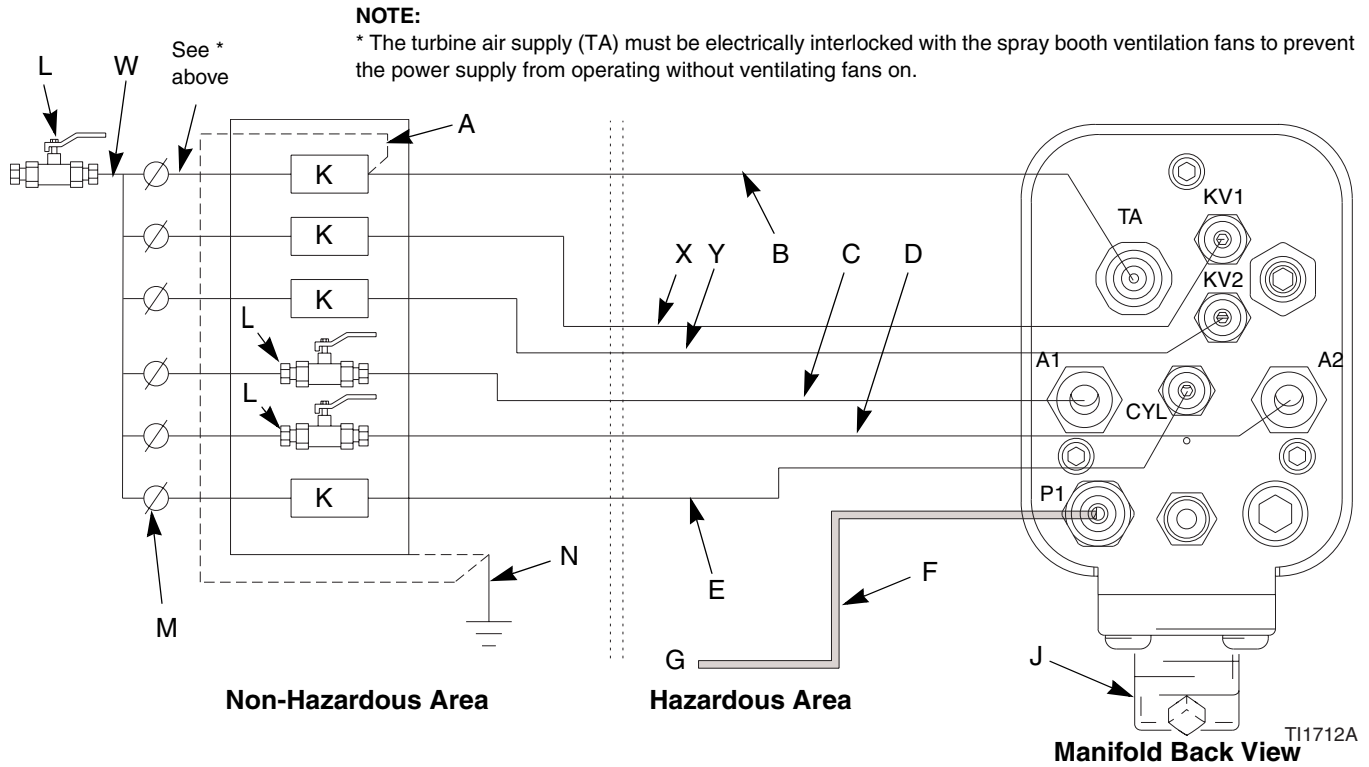 NOTE:
* The turbine air supply (TA) must be electrically interlocked with the spray booth ventilation fans to prevent
the power supply from operating without ventilating fans on.
See *
above
L
W
A
K
K
K
L
L
K
M
N
B
X
Y
C
D
E
F
G
TA
KV1
KV2
A1
A2
CYL
P1
J
Non-Hazardous Area
Hazardous Area
TI1712A
Manifold Back View